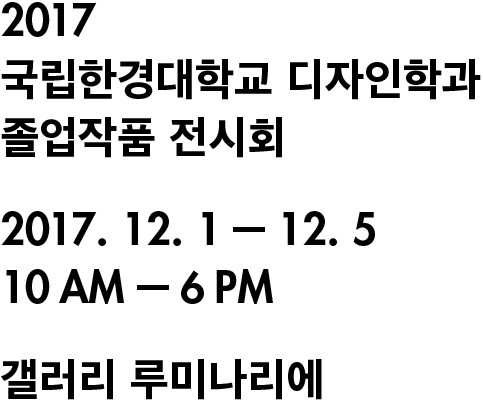 2017
국립한경대학교 디자인학과
졸업작품 전시회
2017. 12. 1 — 12. 5
10 AM — 6 PM
갤러리 루미나리에